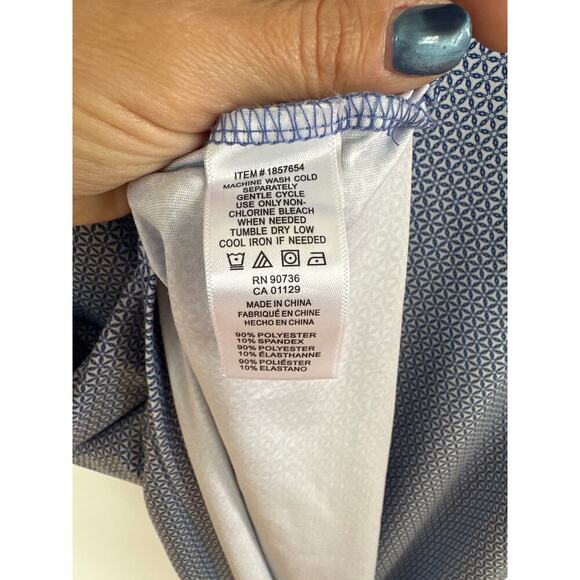 ITEM # 1857654
MACHINE WASH COLD
SEPARATELY
GENTLE CYCLE
USE ONLY NON-
CHLORINE BLEACH
WHEN NEEDED
TUMBLE DRY LOW
COOL IRON IF NEEDED
RN 90736
CA 01129
MADE IN CHINA
FABRIQUÉ EN CHINE
HECHO EN CHINA
90% POLYESTER
10% SPANDEX
90% POLYESTER
10% ÉLASTHANNE
90% POLIÉSTER
10% ELASTANO